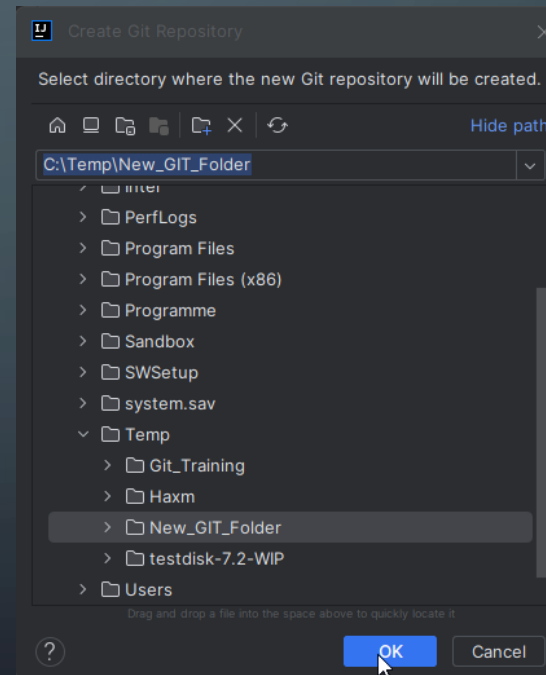 IJ
Create Git Repository
Select directory where the new Git repository will be created.
Hide path
C:\Temp\New_GIT_Folder
Intel
PerfLogs
Program Files
Program Files (x86)
Programme
Sandbox
SWSetup
system.sav
Temp
Git_Training
Haxm
New_GIT_Folder
testdisk-7.2-WIP
Users
Drag and drop a file into the space above to quickly locate it
?
OK
Cancel